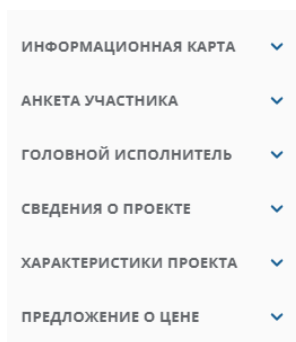 ИНФОРМАЦИОННАЯ КАРТА
АНКЕТА УЧАСТНИКА
ГОЛОВНОЙ ИСПОЛНИТЕЛЬ
СВЕДЕНИЯ О ПРОЕКТЕ
ХАРАКТЕРИСТИКИ ПРОЕКТА
ПРЕДЛОЖЕНИЕ О ЦЕНЕ